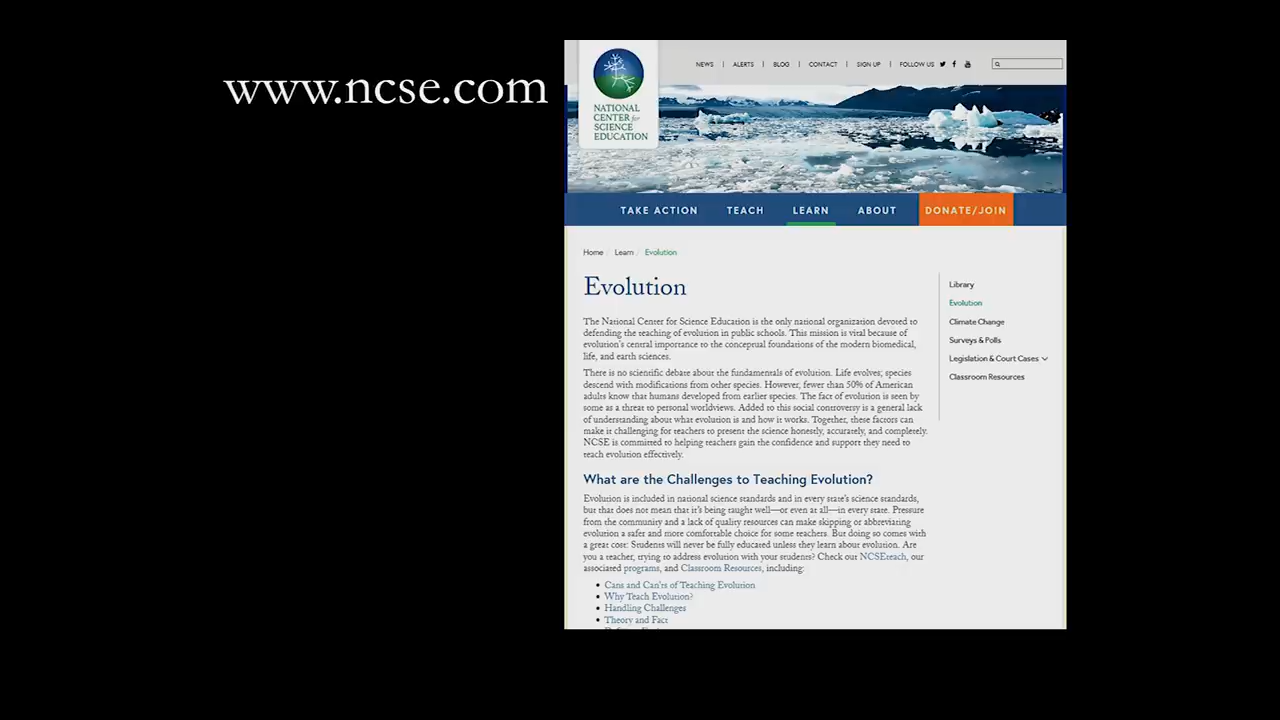 www.ncse.com
NATIONAL
CENTER for
SCIENCE
EDUCATION
NEWS | ALERTS | BLOG | CONTACT | SIGN UP | FOLLOW US
TAKE ACTION TEACH LEARN ABOUT DONATE/JOIN
Home / Learn / Evolution
Evolution
The National Center for Science Education is the only national organization devoted to
defending the teaching of evolution in public schools. This mission is vital because of
evolution's central importance to the conceptual foundations of the modern biomedical,
life, and earth sciences.
There is no scientific debate about the fundamentals of evolution. Life evolves; species
descend with modifications from other species. However, fewer than 50% of American
adults know that humans developed from earlier species. The fact of evolution is seen by
some as a threat to personal worldviews. Added to this social controversy is a general lack
of understanding about what evolution is and how it works. Together, these factors can
make it challenging for teachers to present the science honestly, accurately, and completely.
NCSE is committed to helping teachers gain the confidence and support they need to
teach evolution effectively.
What are the Challenges to Teaching Evolution?
Evolution is included in national science standards and in every state's science standards,
but that does not mean that it's being taught well—or even at all—in every state. Pressure
from the community and a lack of quality resources can make skipping or abbreviating
evolution a safer and more comfortable choice for some teachers. But doing so comes with
a great cost: Students will never be fully educated unless they learn about evolution. Are
you a teacher, trying to address evolution with your students? Check our NCSEteach, our
associated programs, and Classroom Resources, including:
• Cans and Can'ts of Teaching Evolution
• Why Teach Evolution?
• Handling Challenges
• Theory and Fact
Library
Evolution
Climate Change
Surveys & Polls
Legislation & Court Cases
Classroom Resources